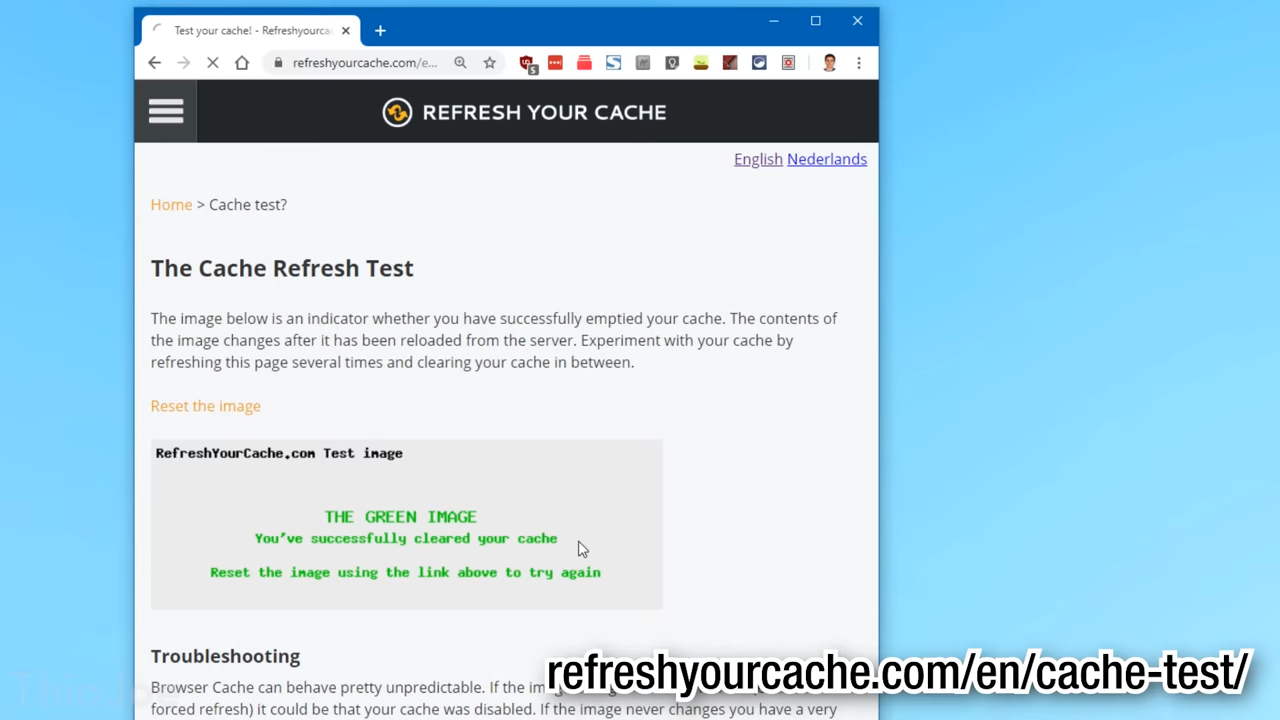 Test your cache! - Refreshyourca
refreshyourcache.com/e...
5
REFRESH YOUR CACHE
English Nederlands
Home > Cache test?
The Cache Refresh Test
The image below is an indicator whether you have successfully emptied your cache. The contents of
the image changes after it has been reloaded from the server. Experiment with your cache by
refreshing this page several times and clearing your cache in between.
Reset the image
RefreshYourCache.com Test image
THE GREEN IMAGE
You've successfully cleared your cache
Reset the image using the link above to try again
Troubleshooting
refreshyourcache.com/en/cache-test/
Browser Cache can behave pretty unpredictable. If the
forced refresh) it could be that your cache was disabled. If the image never changes you have a very
ThioJoe